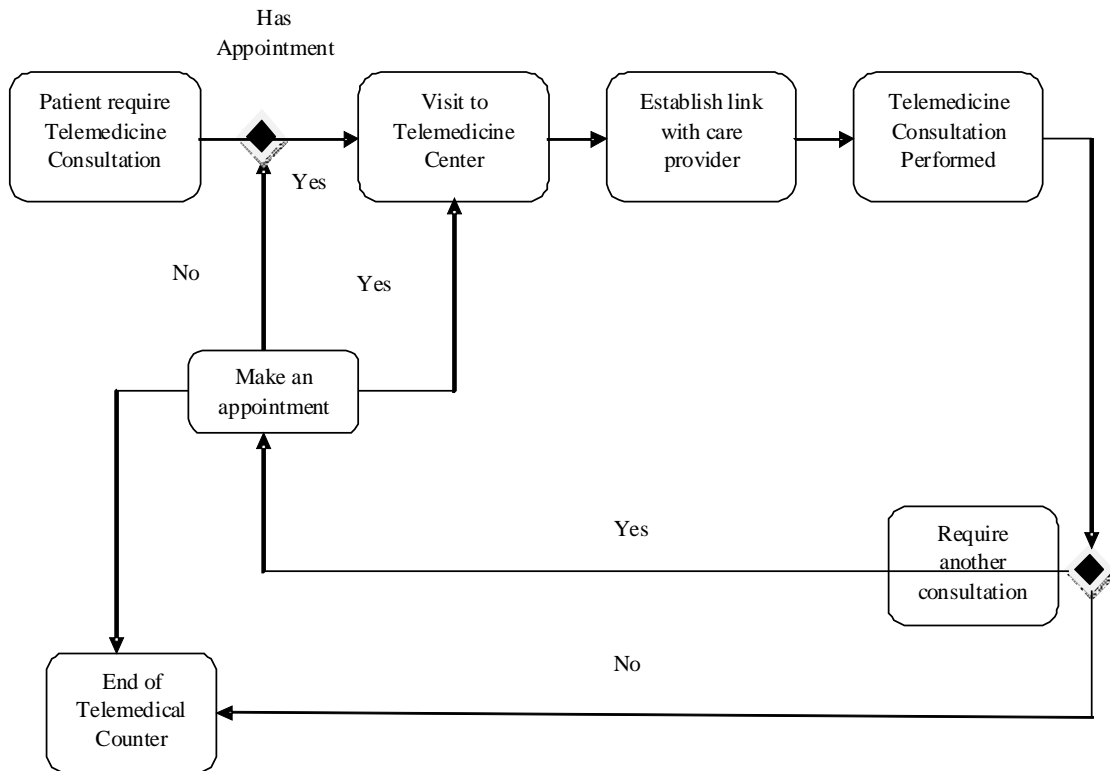 Has
Appointment
Patient require
Telemedicine
Consultation
Visit to
Telemedicine
Center
Establish link
with care
provider
Telemedicine
Consultation
Performed
Yes
No
Yes
Make an
appointment
Yes
Require
another
consultation
No
End of
Telemedical
Counter